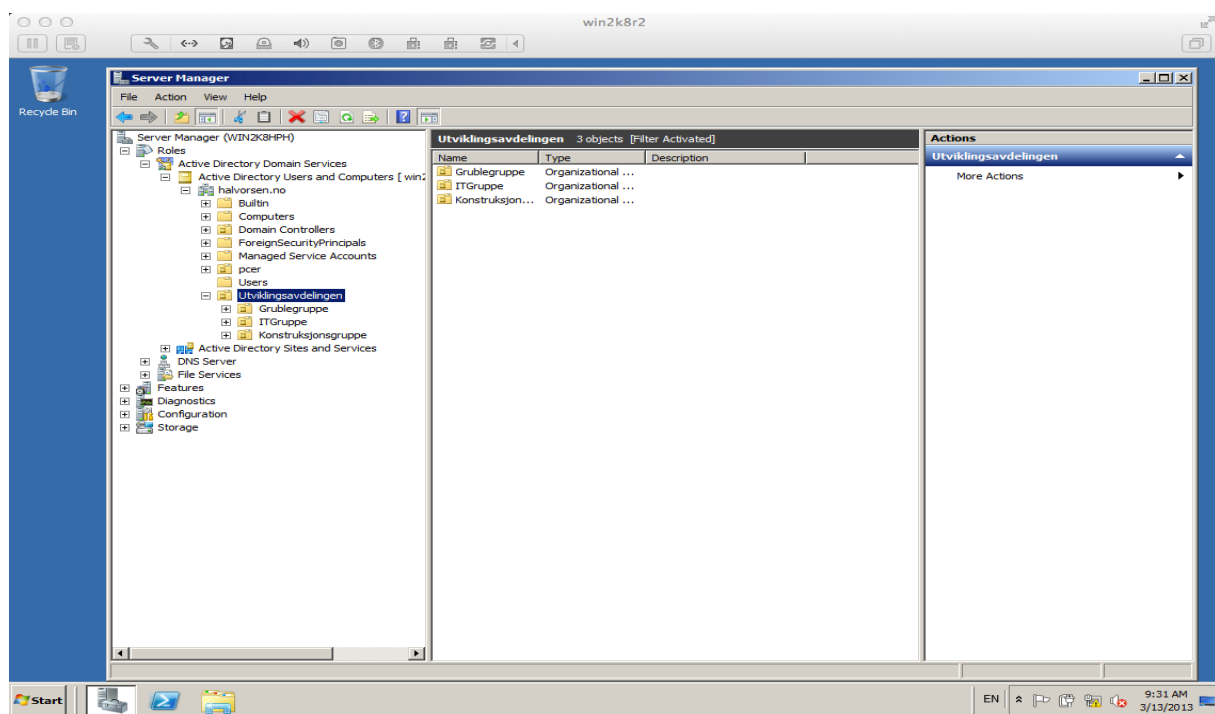 win2k8r2
Recycle Bin
Server Manager
File Action View Help
Server Manager (WIN2K8HPH)
Roles
Active Directory Domain Services
Active Directory Users and Computers [ win2
halvorsen.no
Builtin
Computers
Domain Controllers
ForeignSecurityPrincipals
Managed Service Accounts
pcer
Users
Utviklingsavdelingen
Grublegruppe
ITGruppe
Konstruksjonsgruppe
Active Directory Sites and Services
DNS Server
File Services
Features
Diagnostics
Configuration
Storage
Utviklingsavdelingen 3 objects [Filter Activated]
Name Type Description
Grublegruppe Organizational ...
ITGruppe Organizational ...
Konstruksjon... Organizational ...
Actions
Utviklingsavdelingen
More Actions
Start
EN
9:31 AM
3/13/2013